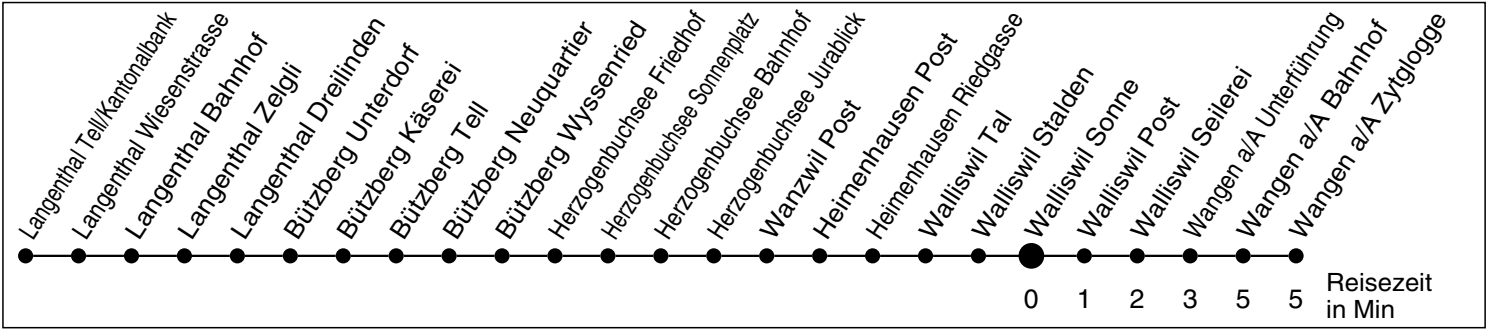 Langenthal Tell/Kantonalbank
Langenthal Wiesenstrasse
Langenthal Bahnhof
Langenthal Zelgli
Langenthal Dreilinden
Bützberg Unterdorf
Bützberg Käserei
Bützberg Tell
Bützberg Neuquartier
Bützberg Wyssenried
Herzogenbuchsee Friedhof
Herzogenbuchsee Sonnenplatz
Herzogenbuchsee Bahnhof
Herzogenbuchsee Jurablick
Wanzwil Post
Heimenhausen Post
Heimenhausen Riedgasse
Walliswil Tal
Walliswil Stalden
Walliswil Sonne
Walliswil Post
Walliswil Seilerei
Wangen a/A Unterführung
Wangen a/A Bahnhof
Wangen a/A Zytglogge
0 1 2 3 5 5
Reisezeit
in Min